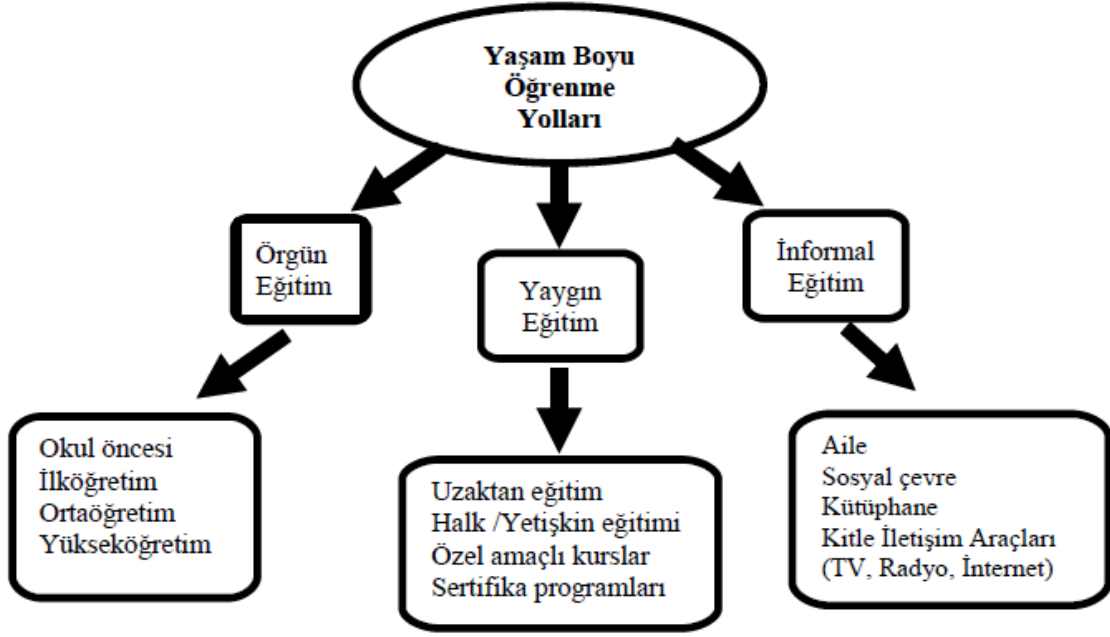 Yaşam Boyu
Öğrenme
Yolları
Örgün
Eğitim
Yaygın
Eğitim
İnformal
Eğitim
Okul öncesi
İlköğretim
Ortaöğretim
Yükseköğretim
Uzaktan eğitim
Halk /Yetişkin eğitimi
Özel amaçlı kurslar
Sertifika programları
Aile
Sosyal çevre
Kütüphane
Kitle İletişim Araçları
(TV, Radyo, İnternet)